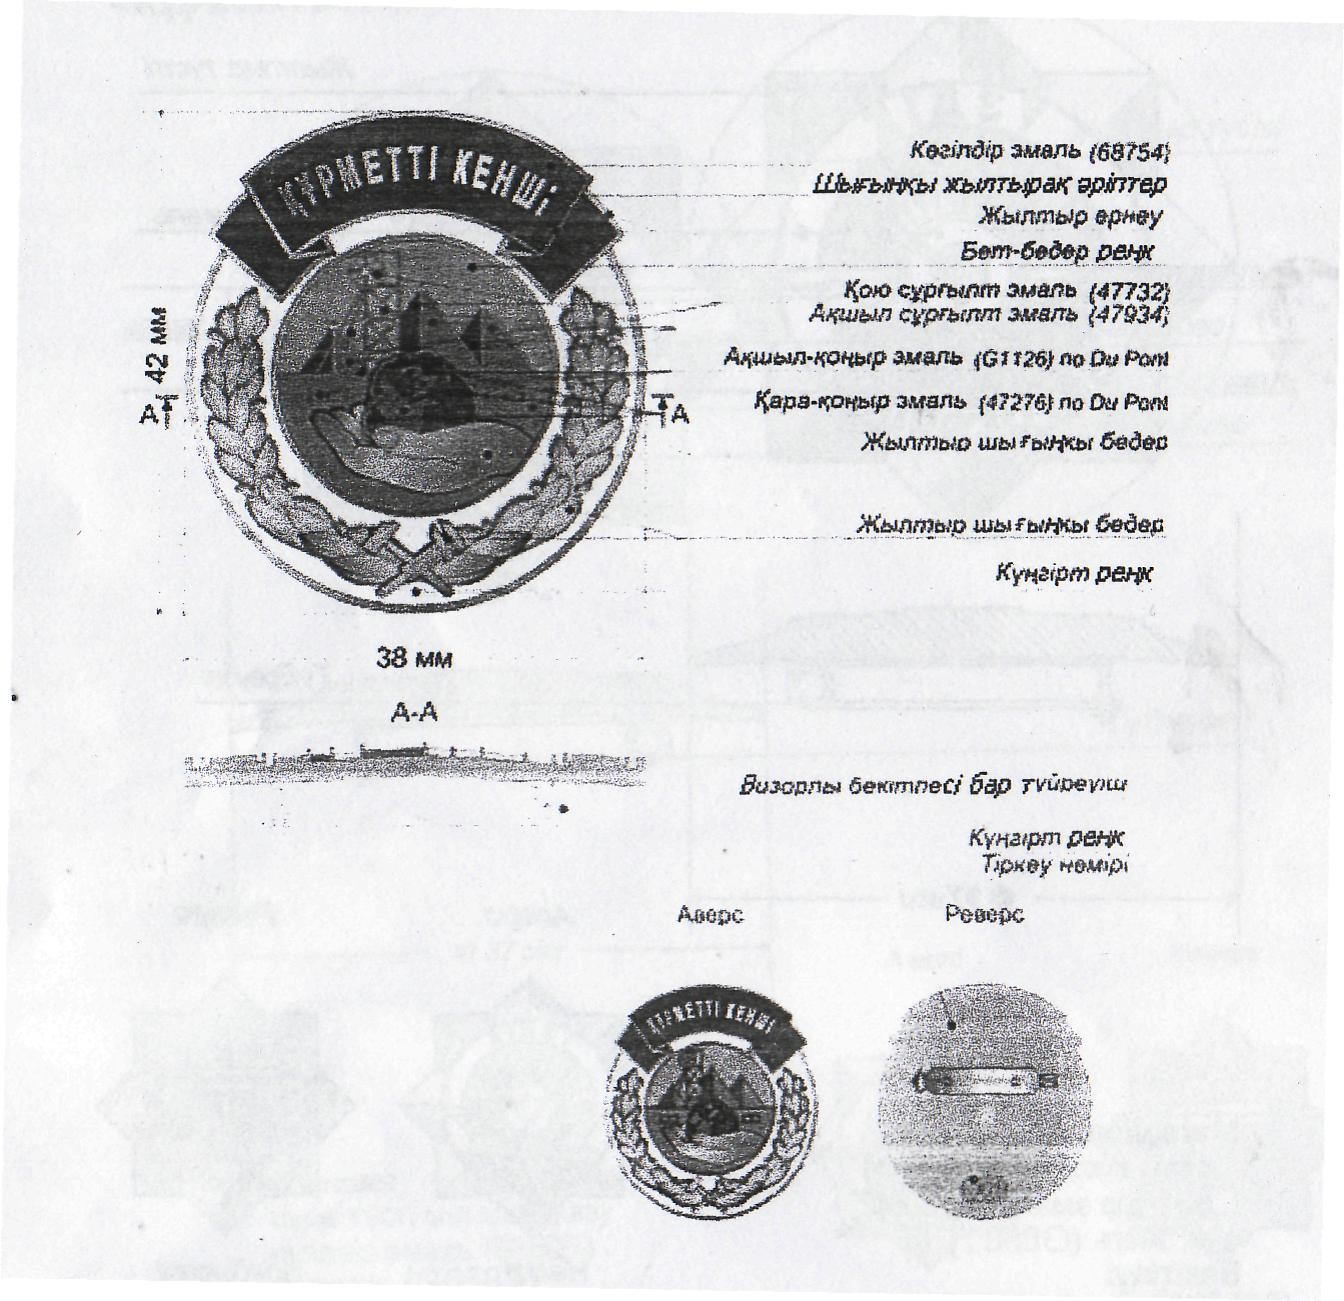 ҚҰРМЕТТІ КЕНШІ
Көгілдір эмаль (68754)
Шығыңқы жылтырақ әріптер
Жылтыр өрнеу
Бет-бедер реңк
Қою сұрғылт эмаль (47732)
Ақшыл сұрғылт эмаль (47934)
Ақшыл-қоңыр эмаль (G1126) по Du Pont
Қара-қоңыр эмаль (47276) по Du Pont
Жылтыр шығыңқы бедер
Жылтыр шығыңқы бедер
Күңгірт реңк
42 мм
А А
38 мм
А-А
Визорлы бекітпесі бар түйреуіш
Күңгірт реңк
Тіркеу нөмірі
Аверс Реверс
ҚҰРМЕТТІ КЕНШІ